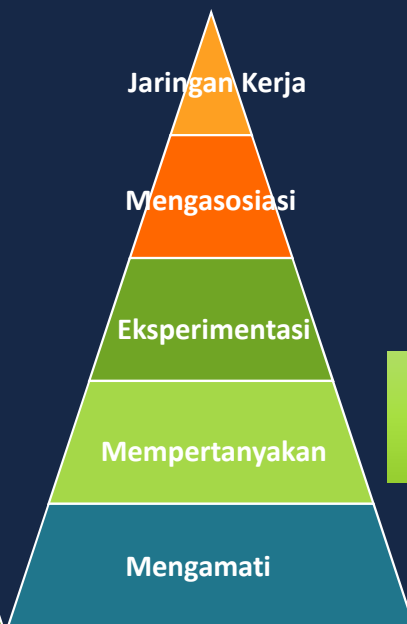 Jaringan Kerja
Mengasosiasi
Eksperimentasi
Mempertanyakan
Mengamati